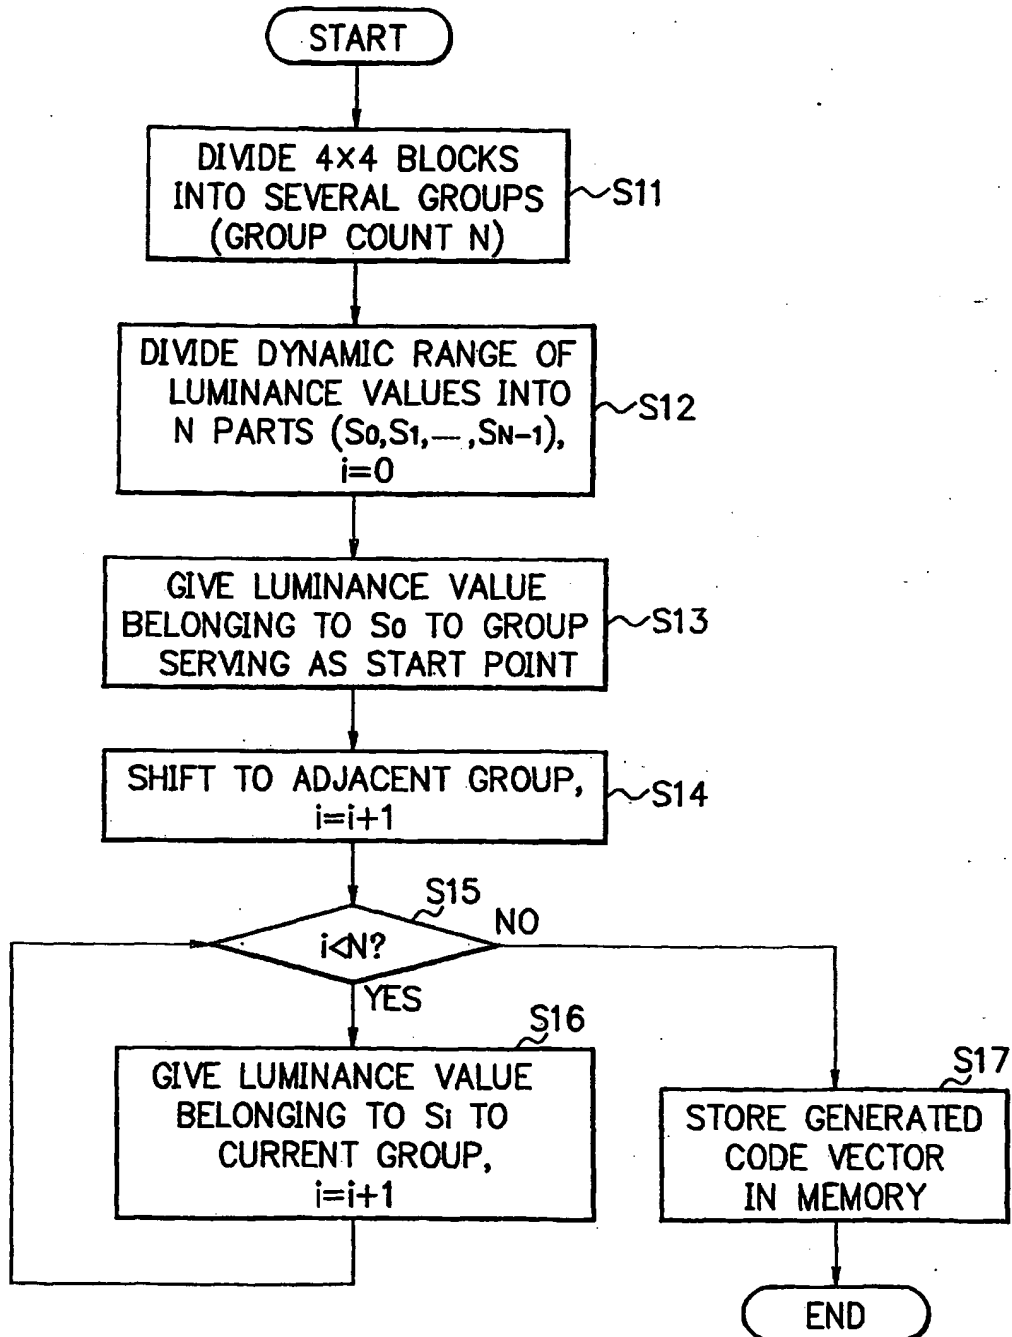 START
DIVIDE 4×4 BLOCKS
INTO SEVERAL GROUPS
(GROUP COUNT N)
S11
DIVIDE DYNAMIC RANGE OF
LUMINANCE VALUES INTO
N PARTS (S0,S1,—,SN-1),
i=0
S12
GIVE LUMINANCE VALUE
BELONGING TO S0 TO GROUP
SERVING AS START POINT
S13
SHIFT TO ADJACENT GROUP,
i=i+1
S14
S15
i<N?
NO
YES
S16
GIVE LUMINANCE VALUE
BELONGING TO Si TO
CURRENT GROUP,
i=i+1
S17
STORE GENERATED
CODE VECTOR
IN MEMORY
END